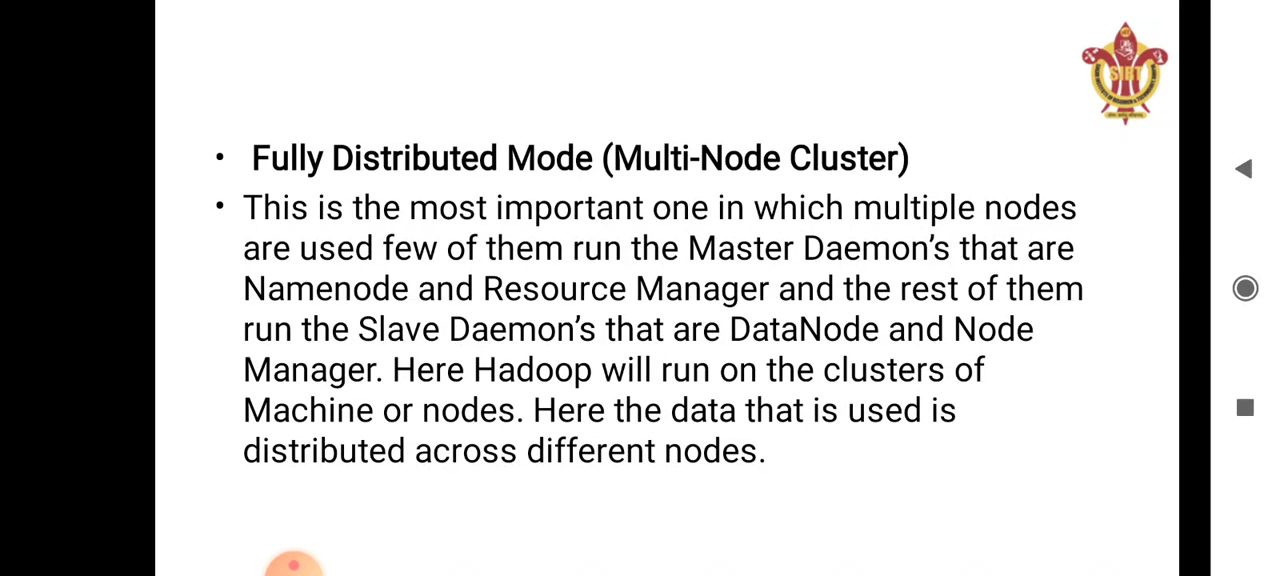 SIRT
• Fully Distributed Mode (Multi-Node Cluster)
• This is the most important one in which multiple nodes
are used few of them run the Master Daemon’s that are
Namenode and Resource Manager and the rest of them
run the Slave Daemon’s that are DataNode and Node
Manager. Here Hadoop will run on the clusters of
Machine or nodes. Here the data that is used is
distributed across different nodes.